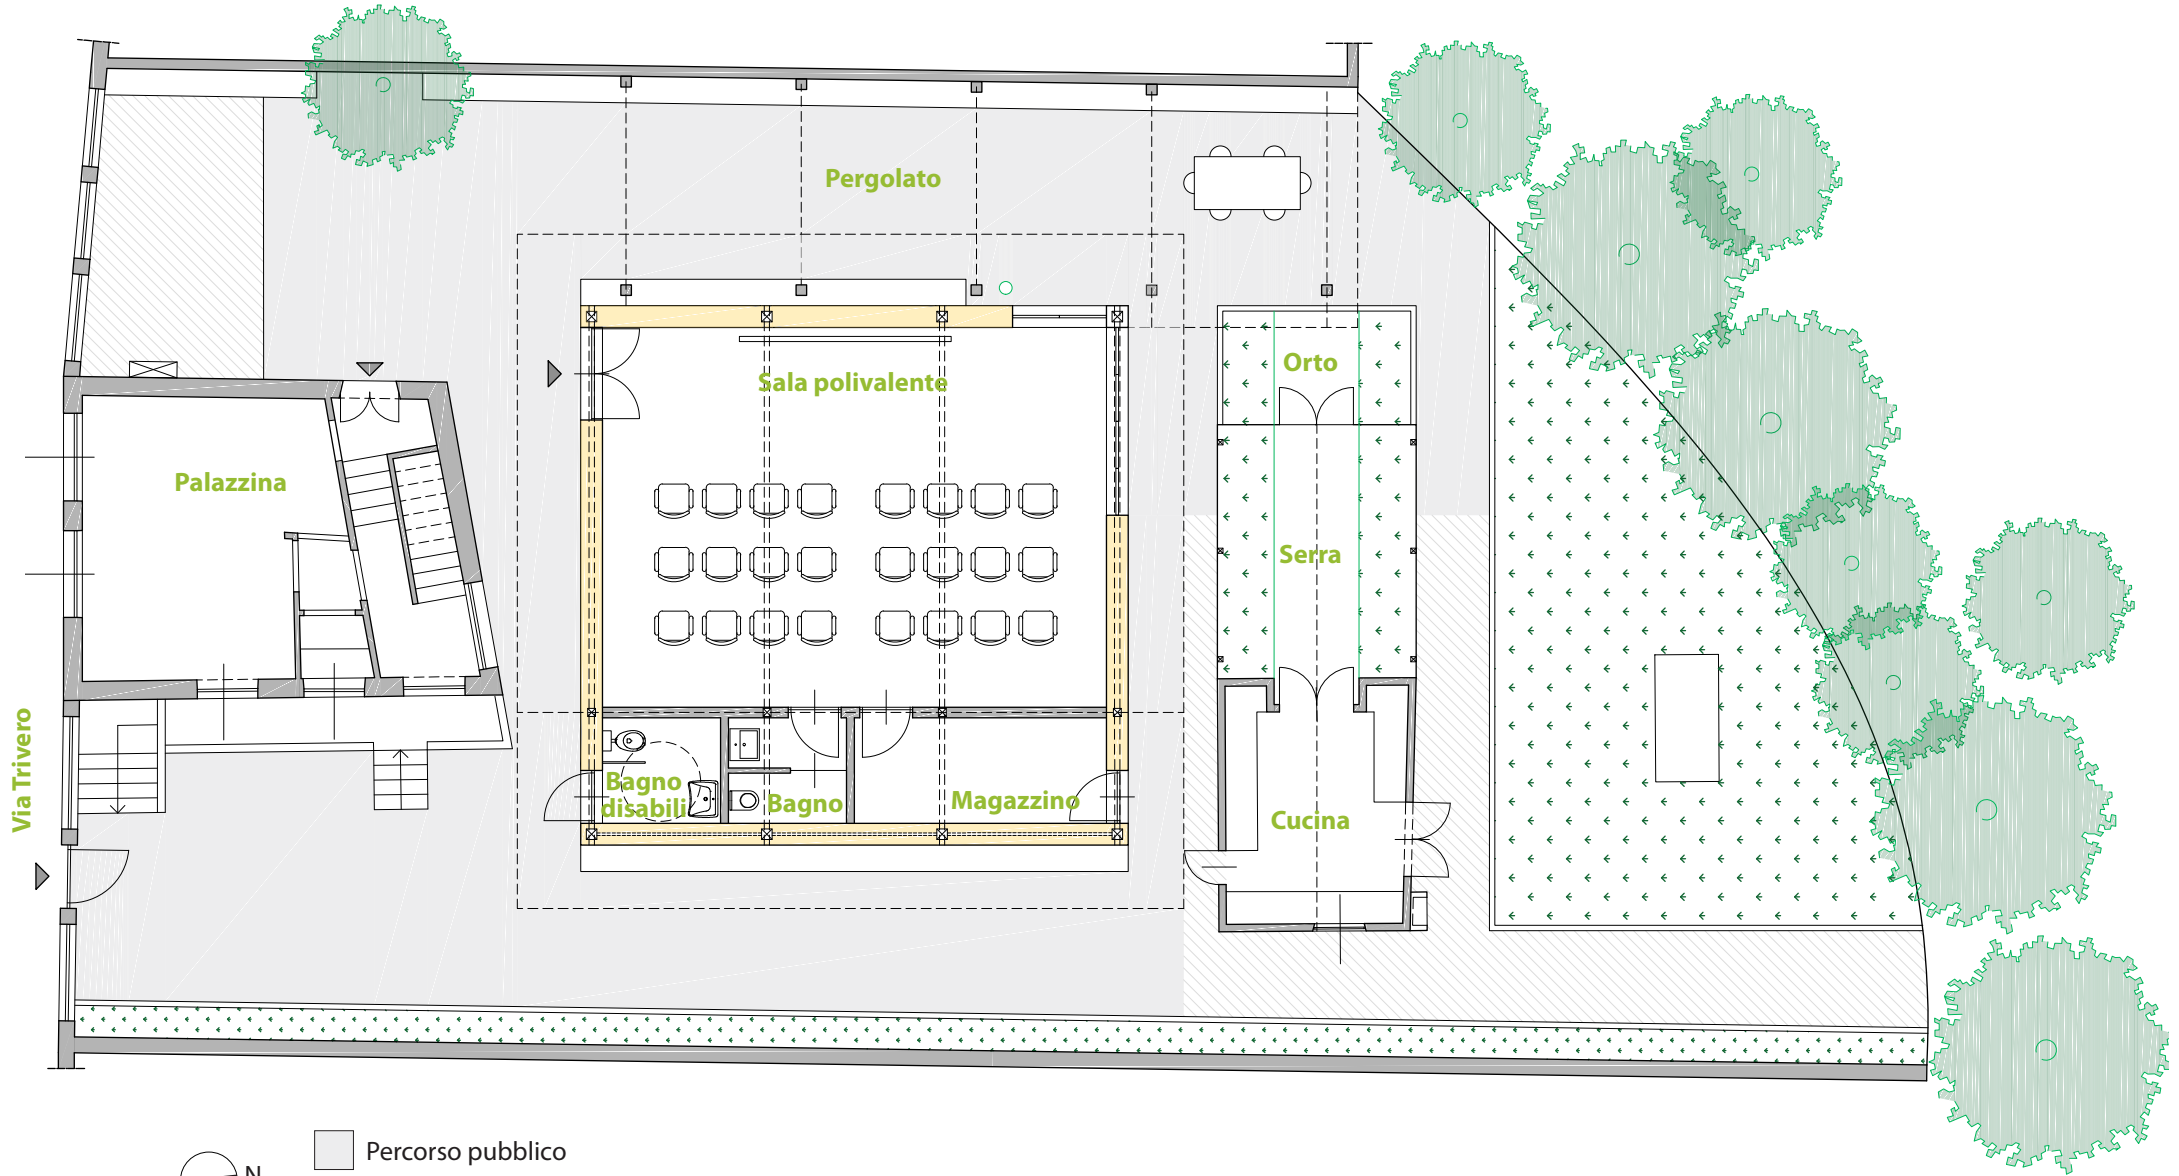 Pergolato
Sala polivalente
Orto
Palazzina
Serra
Via Trivero
Bagno
disabili
Bagno
Magazzino
Cucina
Percorso pubblico
N